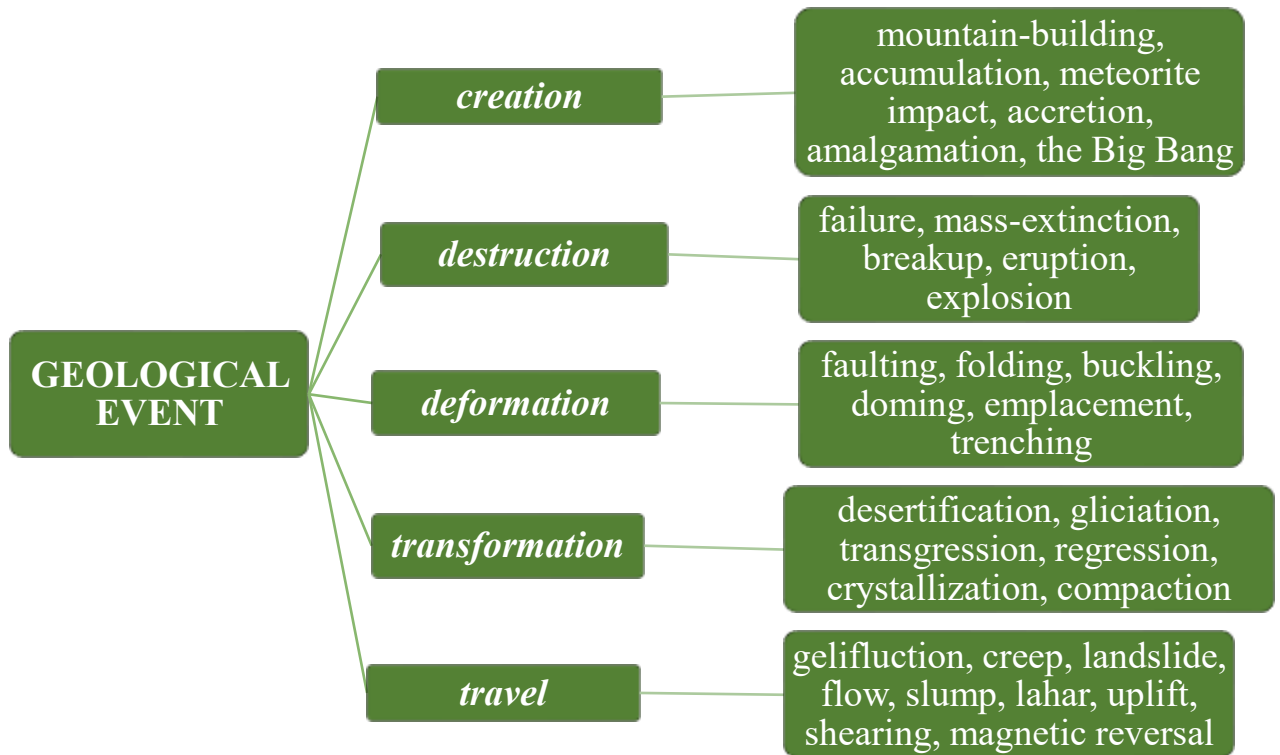 GEOLOGICAL
EVENT
creation
mountain-building,
accumulation, meteorite
impact, accretion,
amalgamation, the Big Bang
destruction
failure, mass-extinction,
breakup, eruption,
explosion
deformation
faulting, folding, buckling,
doming, emplacement,
trenching
transformation
desertification, gliciation,
transgression, regression,
crystallization, compaction
travel
gelifluction, creep, landslide,
flow, slump, lahar, uplift,
shearing, magnetic reversal